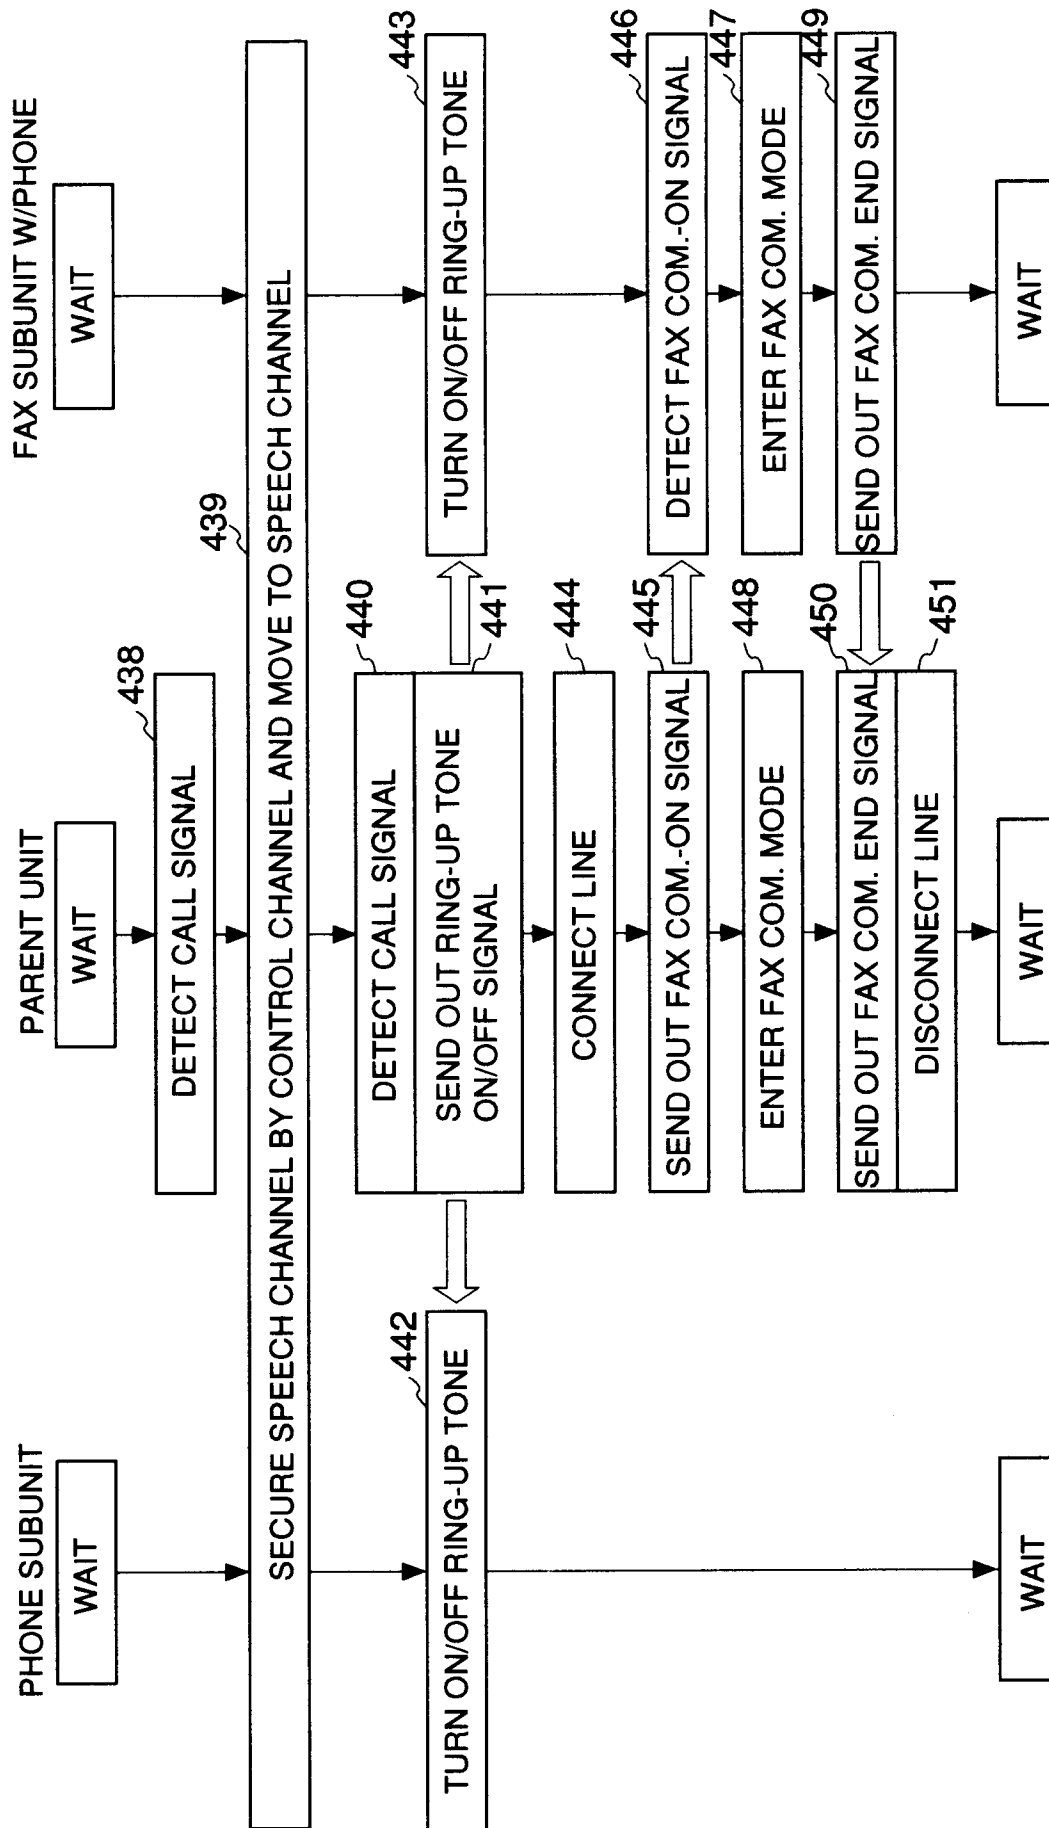 PHONE SUBUNIT
PARENT UNIT
FAX SUBUNIT W/PHONE
WAIT
WAIT
WAIT
438
DETECT CALL SIGNAL
439
SECURE SPEECH CHANNEL BY CONTROL CHANNEL AND MOVE TO SPEECH CHANNEL
440
DETECT CALL SIGNAL
442
TURN ON/OFF RING-UP TONE
441
SEND OUT RING-UP TONE
ON/OFF SIGNAL
443
TURN ON/OFF RING-UP TONE
444
CONNECT LINE
445
SEND OUT FAX COM.-ON SIGNAL
446
DETECT FAX COM.-ON SIGNAL
448
ENTER FAX COM. MODE
447
ENTER FAX COM. MODE
450
SEND OUT FAX COM. END SIGNAL
449
SEND OUT FAX COM. END SIGNAL
451
DISCONNECT LINE
WAIT
WAIT
WAIT